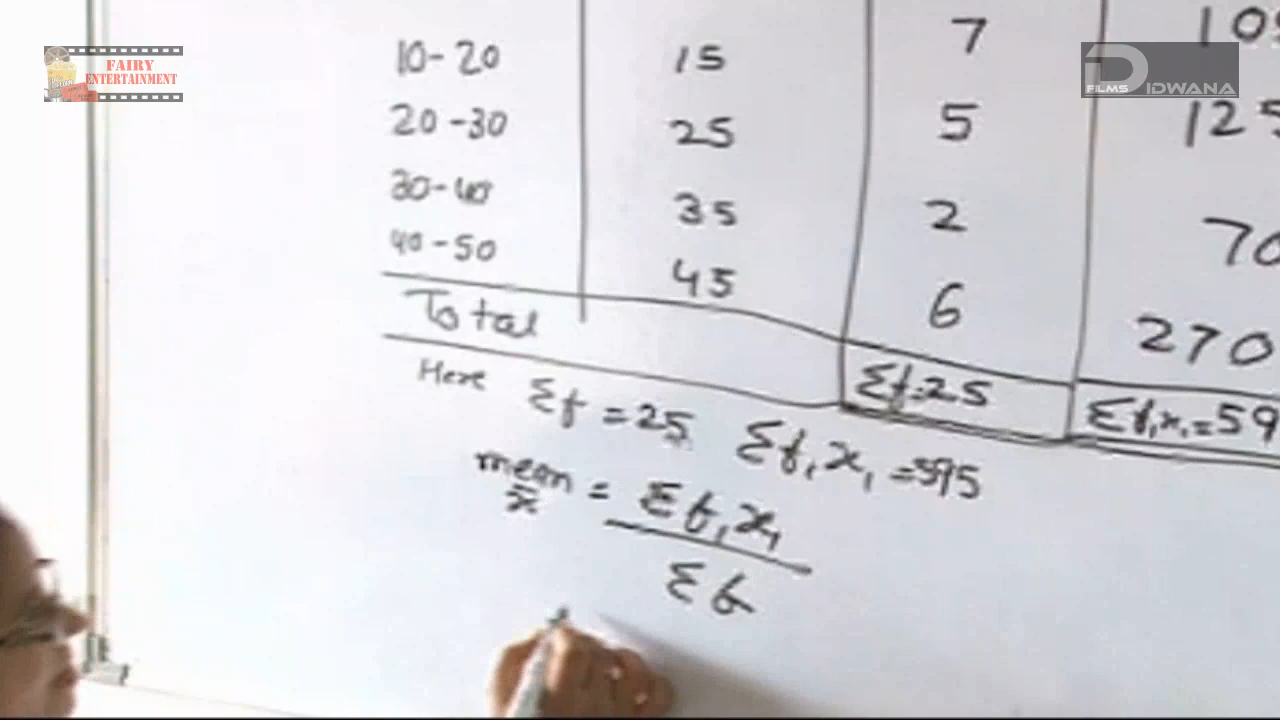 FAIRY
ENTERTAINMENT
D
FILMS IDWANA
10-20 15 7 10
20-30 25 5 125
30-40 35 2 70
40-50 45 6 270
Total Σf=25 Σf₁x₁=59
Here Σf = 25 Σf₁x₁ = 595
mean = Σf₁x₁
x̄
Σf